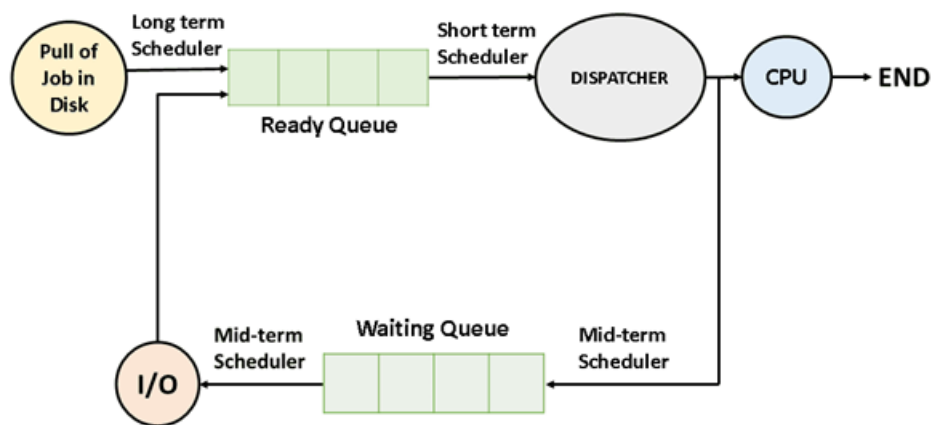 Pull of
Job in
Disk
Long term
Scheduler
Ready Queue
Short term
Scheduler
DISPATCHER
CPU
END
I/O
Mid-term
Scheduler
Waiting Queue
Mid-term
Scheduler